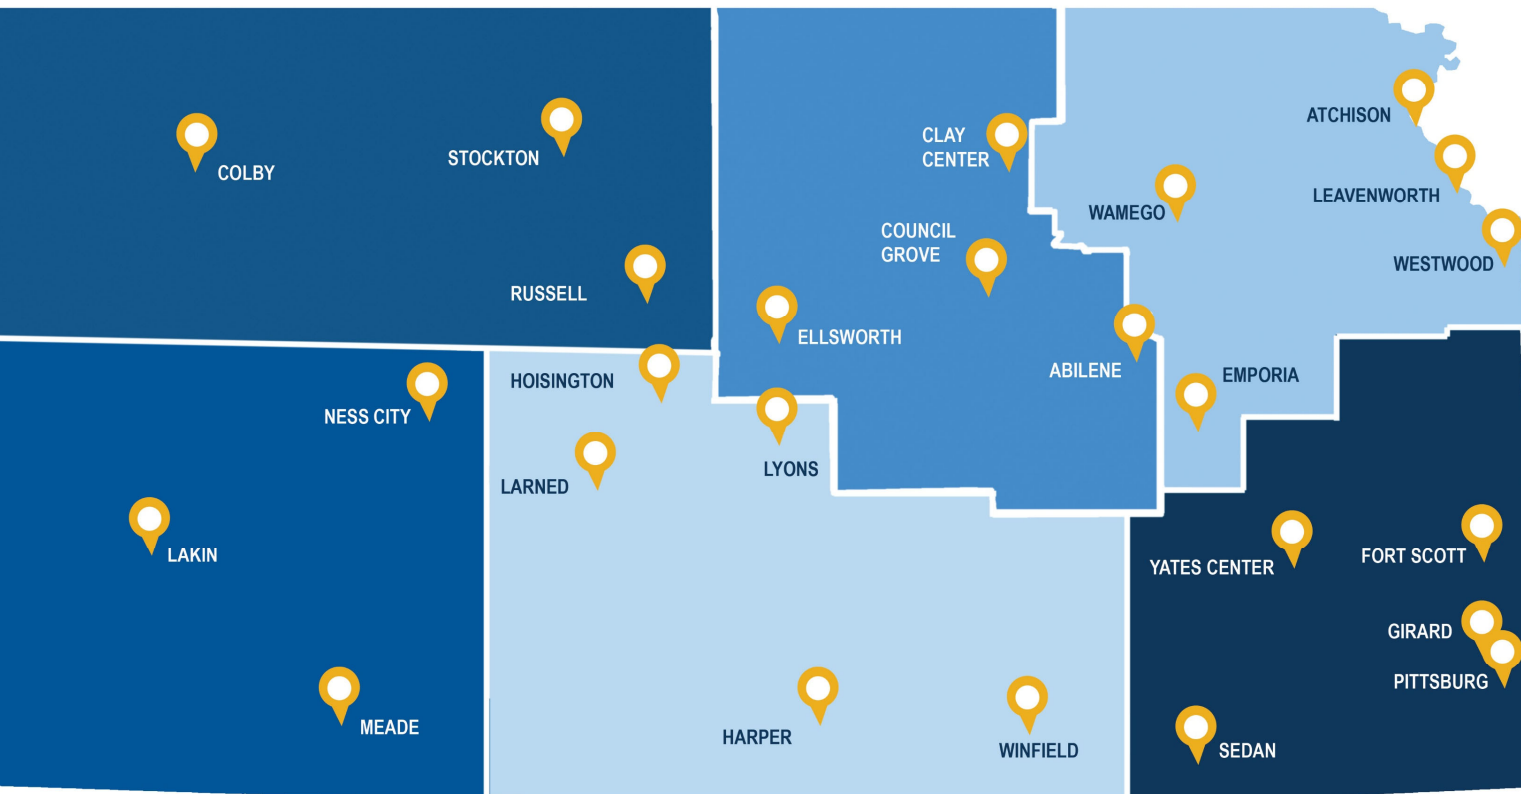 ATCHISON
CLAY
CENTER
STOCKTON
COLBY
LEAVENWORTH
WAMEGO
COUNCIL
GROVE
WESTWOOD
RUSSELL
ELLSWORTH
ABILENE
EMPORIA
HOISINGTON
NESS CITY
LYONS
LARNED
LAKIN
FORT SCOTT
YATES CENTER
GIRARD
PITTSBURG
MEADE
HARPER
WINFIELD
SEDAN